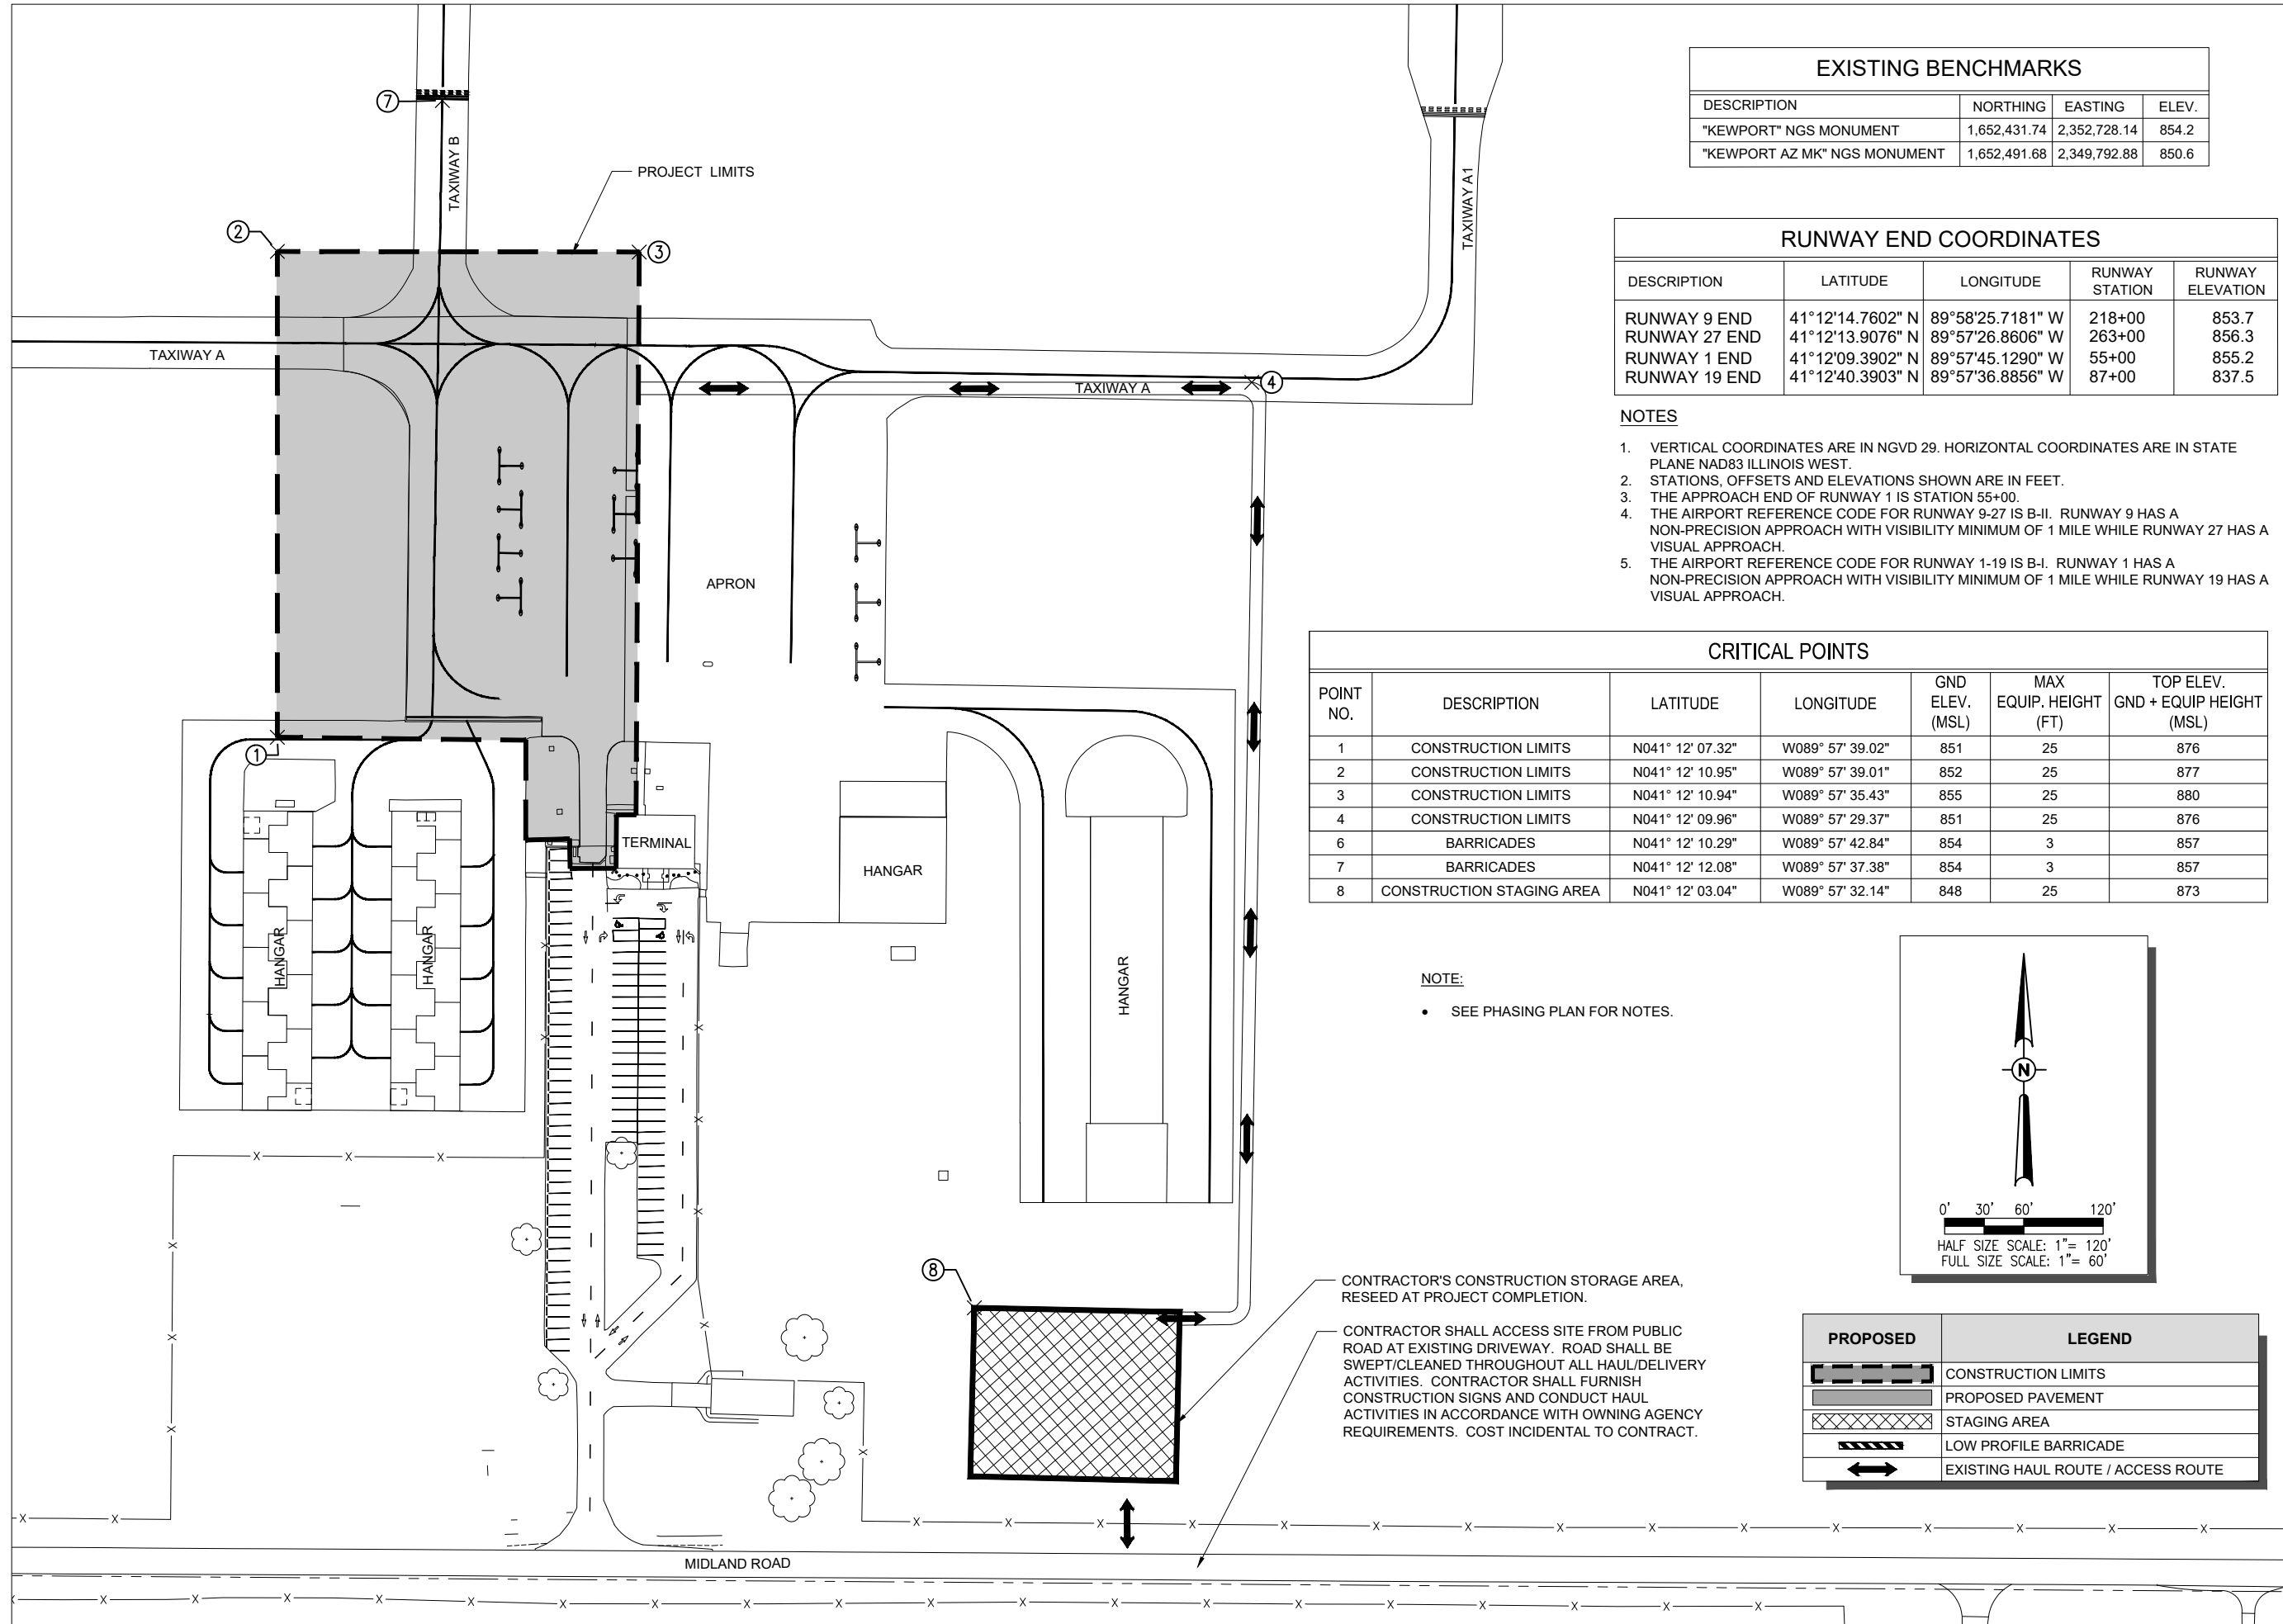 EXISTING BENCHMARKS
DESCRIPTION NORTHING EASTING ELEV.
"KEWPORT" NGS MONUMENT 1,652,431.74 2,352,728.14 854.2
"KEWPORT AZ MK" NGS MONUMENT 1,652,491.68 2,349,792.88 850.6
RUNWAY END COORDINATES
DESCRIPTION LATITUDE LONGITUDE RUNWAY STATION RUNWAY ELEVATION
RUNWAY 9 END 41°12'14.7602" N 89°58'25.7181" W 218+00 853.7
RUNWAY 27 END 41°12'13.9076" N 89°57'26.8606" W 263+00 856.3
RUNWAY 1 END 41°12'09.3902" N 89°57'45.1290" W 55+00 855.2
RUNWAY 19 END 41°12'40.3903" N 89°57'36.8856" W 87+00 837.5
NOTES
1. VERTICAL COORDINATES ARE IN NGVD 29. HORIZONTAL COORDINATES ARE IN STATE
PLANE NAD83 ILLINOIS WEST.
2. STATIONS, OFFSETS AND ELEVATIONS SHOWN ARE IN FEET.
3. THE APPROACH END OF RUNWAY 1 IS STATION 55+00.
4. THE AIRPORT REFERENCE CODE FOR RUNWAY 9-27 IS B-II. RUNWAY 9 HAS A
NON-PRECISION APPROACH WITH VISIBILITY MINIMUM OF 1 MILE WHILE RUNWAY 27 HAS A
VISUAL APPROACH.
5. THE AIRPORT REFERENCE CODE FOR RUNWAY 1-19 IS B-I. RUNWAY 1 HAS A
NON-PRECISION APPROACH WITH VISIBILITY MINIMUM OF 1 MILE WHILE RUNWAY 19 HAS A
VISUAL APPROACH.
CRITICAL POINTS
POINT NO. DESCRIPTION LATITUDE LONGITUDE GND ELEV. (MSL) MAX EQUIP. HEIGHT (FT) TOP ELEV. GND + EQUIP HEIGHT (MSL)
1 CONSTRUCTION LIMITS N041° 12' 07.32" W089° 57' 39.02" 851 25 876
2 CONSTRUCTION LIMITS N041° 12' 10.95" W089° 57' 39.01" 852 25 877
3 CONSTRUCTION LIMITS N041° 12' 10.94" W089° 57' 35.43" 855 25 880
4 CONSTRUCTION LIMITS N041° 12' 09.96" W089° 57' 29.37" 851 25 876
6 BARRICADES N041° 12' 10.29" W089° 57' 42.84" 854 3 857
7 BARRICADES N041° 12' 12.08" W089° 57' 37.38" 854 3 857
8 CONSTRUCTION STAGING AREA N041° 12' 03.04" W089° 57' 32.14" 848 25 873
NOTE:
• SEE PHASING PLAN FOR NOTES.
N
0' 30' 60' 120'
HALF SIZE SCALE: 1"= 120'
FULL SIZE SCALE: 1"= 60'
PROPOSED LEGEND
CONSTRUCTION LIMITS
PROPOSED PAVEMENT
STAGING AREA
LOW PROFILE BARRICADE
EXISTING HAUL ROUTE / ACCESS ROUTE
7
TAXIWAY B
PROJECT LIMITS
TAXIWAY A1
2
3
TAXIWAY A
TAXIWAY A
4
APRON
1
TERMINAL
HANGAR
HANGAR
HANGAR
HANGAR
8
CONTRACTOR'S CONSTRUCTION STORAGE AREA,
RESEED AT PROJECT COMPLETION.
CONTRACTOR SHALL ACCESS SITE FROM PUBLIC
ROAD AT EXISTING DRIVEWAY. ROAD SHALL BE
SWEPT/CLEANED THROUGHOUT ALL HAUL/DELIVERY
ACTIVITIES. CONTRACTOR SHALL FURNISH
CONSTRUCTION SIGNS AND CONDUCT HAUL
ACTIVITIES IN ACCORDANCE WITH OWNING AGENCY
REQUIREMENTS. COST INCIDENTAL TO CONTRACT.
MIDLAND ROAD